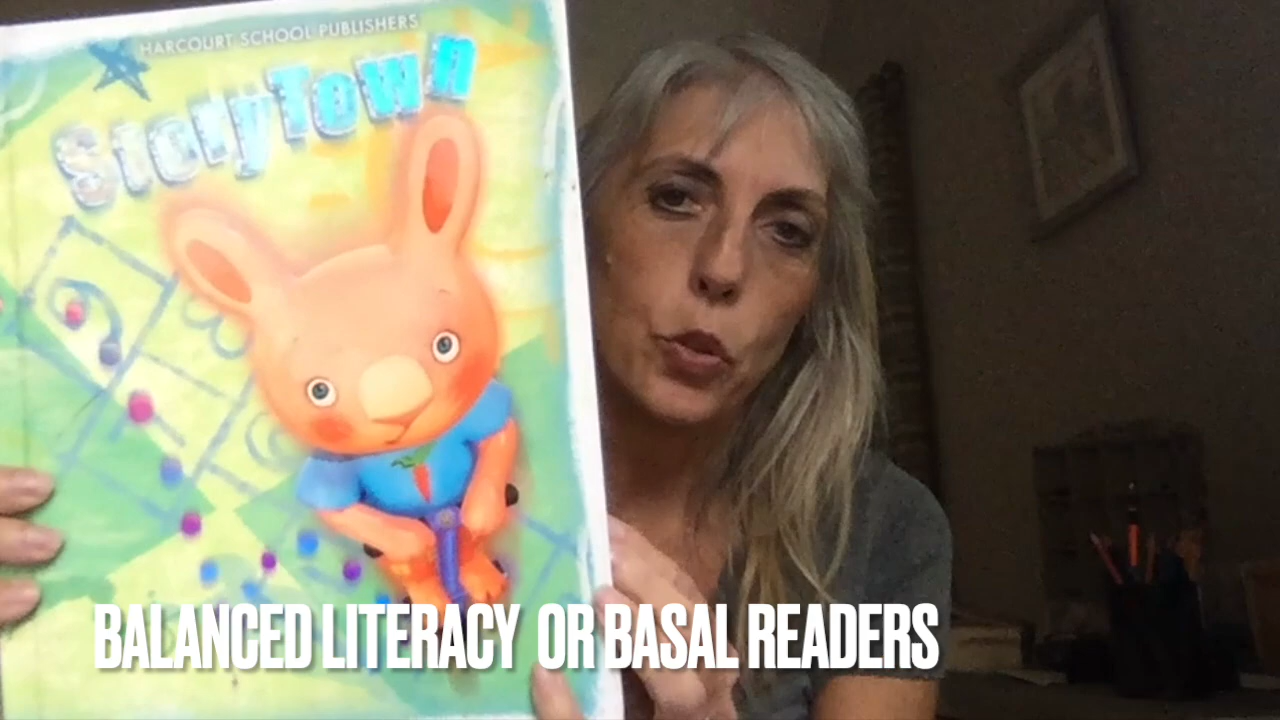 HARCOURT SCHOOL PUBLISHERS
StoryTown
BALANCED LITERACY OR BASAL READERS